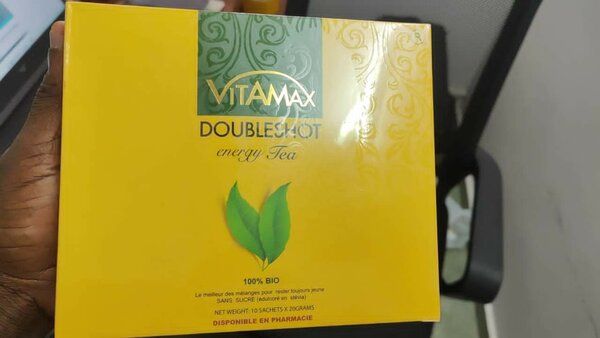 VITAMAX
DOUBLESHOT
energy Tea
100% BIO
Le meilleur des mélanges pour rester toujours jeune
SANS SUCRE (édulcoré en stévia)
NET WEIGHT: 10 SACHETS X 20GRAMS
DISPONIBLE EN PHARMACIE